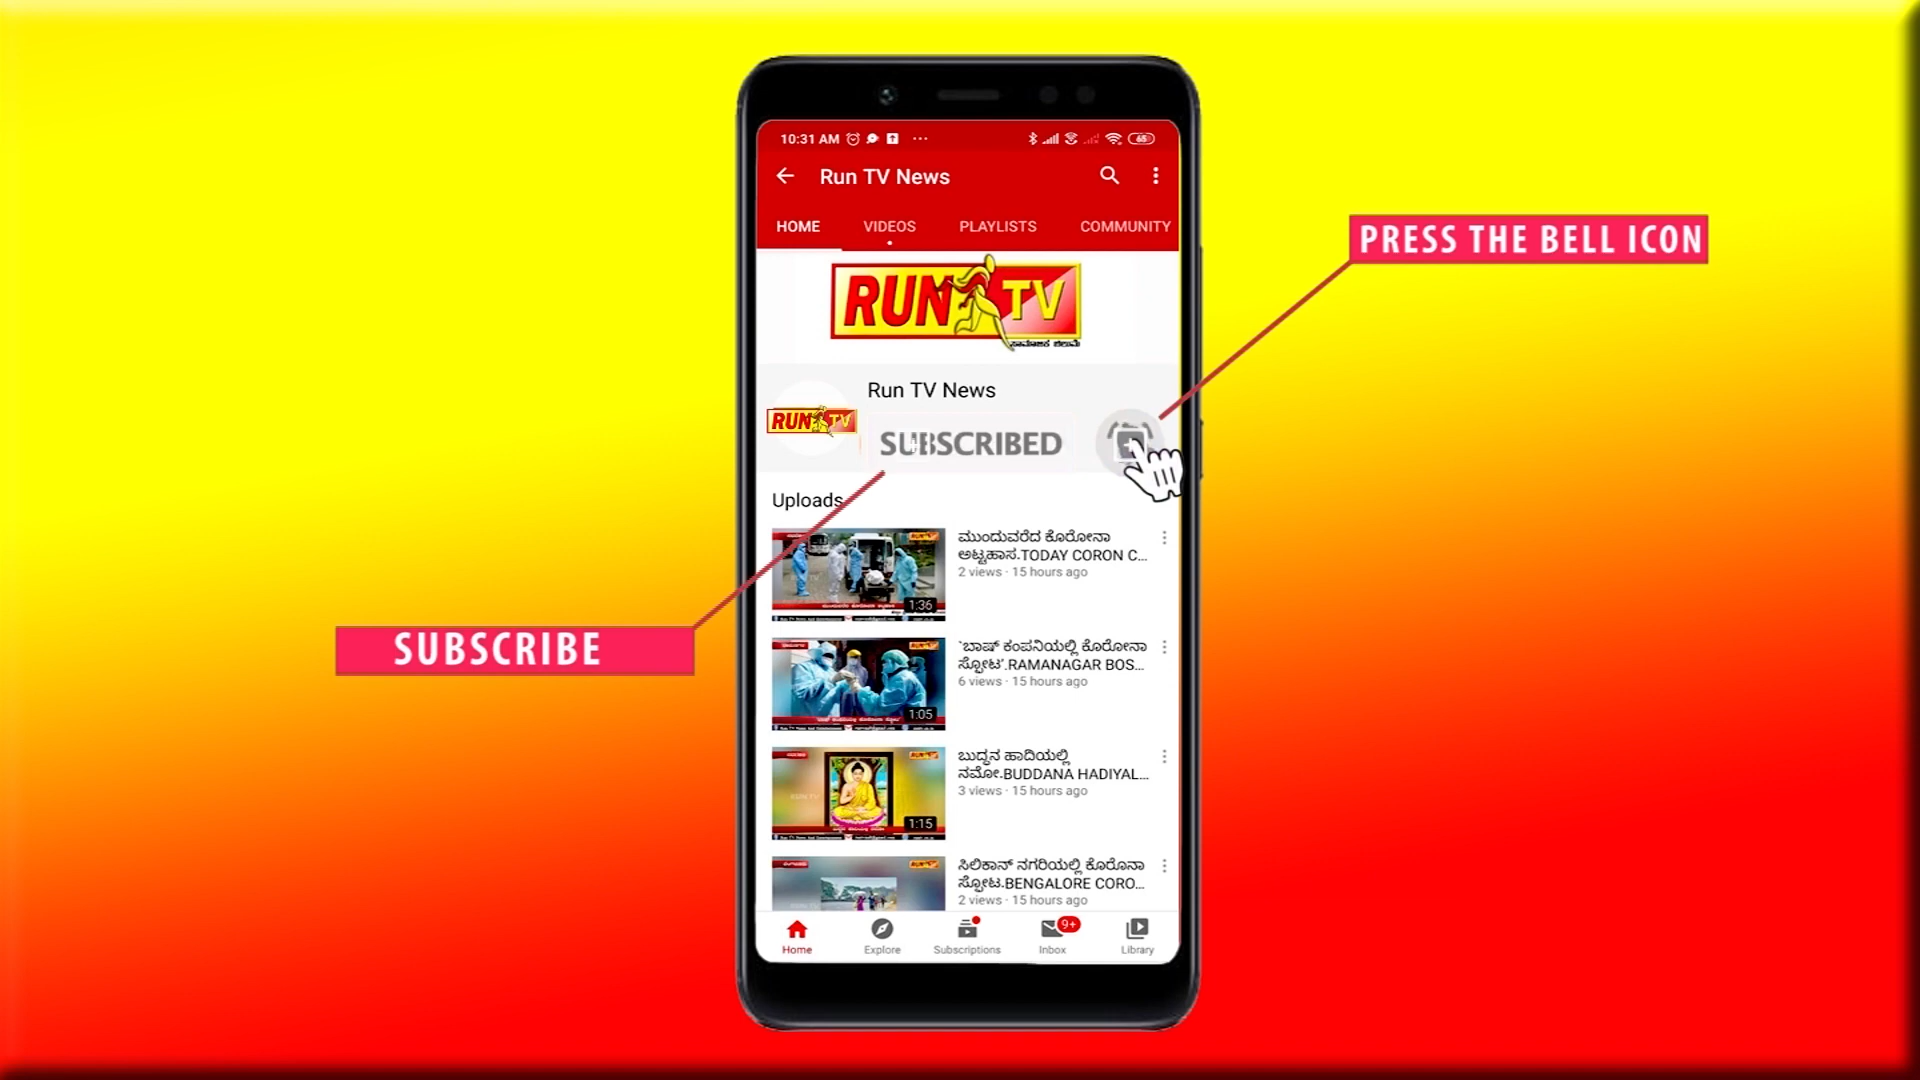 10:31 AM
65
Run TV News
HOME VIDEOS PLAYLISTS COMMUNITY
PRESS THE BELL ICON
RUN TV
ಸಾಮಾಜಿಕ ಚಿಲುಮೆ
Run TV News
RUN TV
SUBSCRIBED
Uploads
ಮುಂದುವರೆದ ಕೊರೋನಾ
ಅಟ್ಟಹಾಸ.TODAY CORON C...
2 views · 15 hours ago
1:36
SUBSCRIBE
`ಬಾಷ್ ಕಂಪನಿಯಲ್ಲಿ ಕೊರೋನಾ
ಸ್ಫೋಟ'.RAMANAGAR BOS...
6 views · 15 hours ago
1:05
ಬುದ್ಧನ ಹಾದಿಯಲ್ಲಿ
ನಮೋ.BUDDANA HADIYAL...
3 views · 15 hours ago
1:15
ಸಿಲಿಕಾನ್ ನಗರಿಯಲ್ಲಿ ಕೊರೊನಾ
ಸ್ಫೋಟ.BENGALORE CORO...
2 views · 15 hours ago
9+
Home Explore Subscriptions Inbox Library